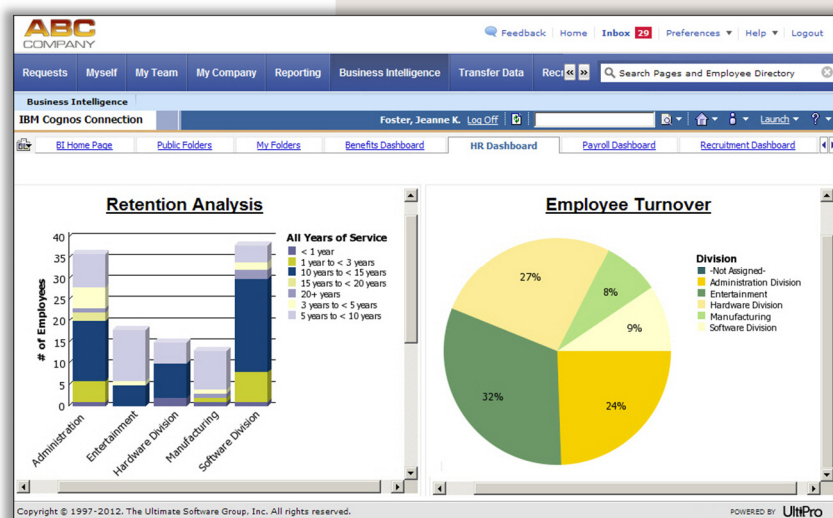 ABC
COMPANY
Feedback Home Inbox 29 Preferences Help Logout
Requests Myself My Team My Company Reporting Business Intelligence Transfer Data « » Search Pages and Employee Directory
Business Intelligence
IBM Cognos Connection Foster, Jeanne K. Log Off Launch ?
BI Home Page Public Folders My Folders Benefits Dashboard HR Dashboard Payroll Dashboard Recruitment Dashboard
Retention Analysis
# of Employees
40
35
30
25
20
15
10
5
0
Administration
Entertainment
Hardware Division
Manufacturing
Software Division
All Years of Service
< 1 year
1 year to < 3 years
10 years to < 15 years
15 years to < 20 years
20+ years
3 years to < 5 years
5 years to < 10 years
Employee Turnover
27%
8%
9%
32%
24%
Division
-Not Assigned-
Administration Division
Entertainment
Hardware Division
Manufacturing
Software Division
Copyright © 1997-2012. The Ultimate Software Group, Inc. All rights reserved. POWERED BY UltiPro